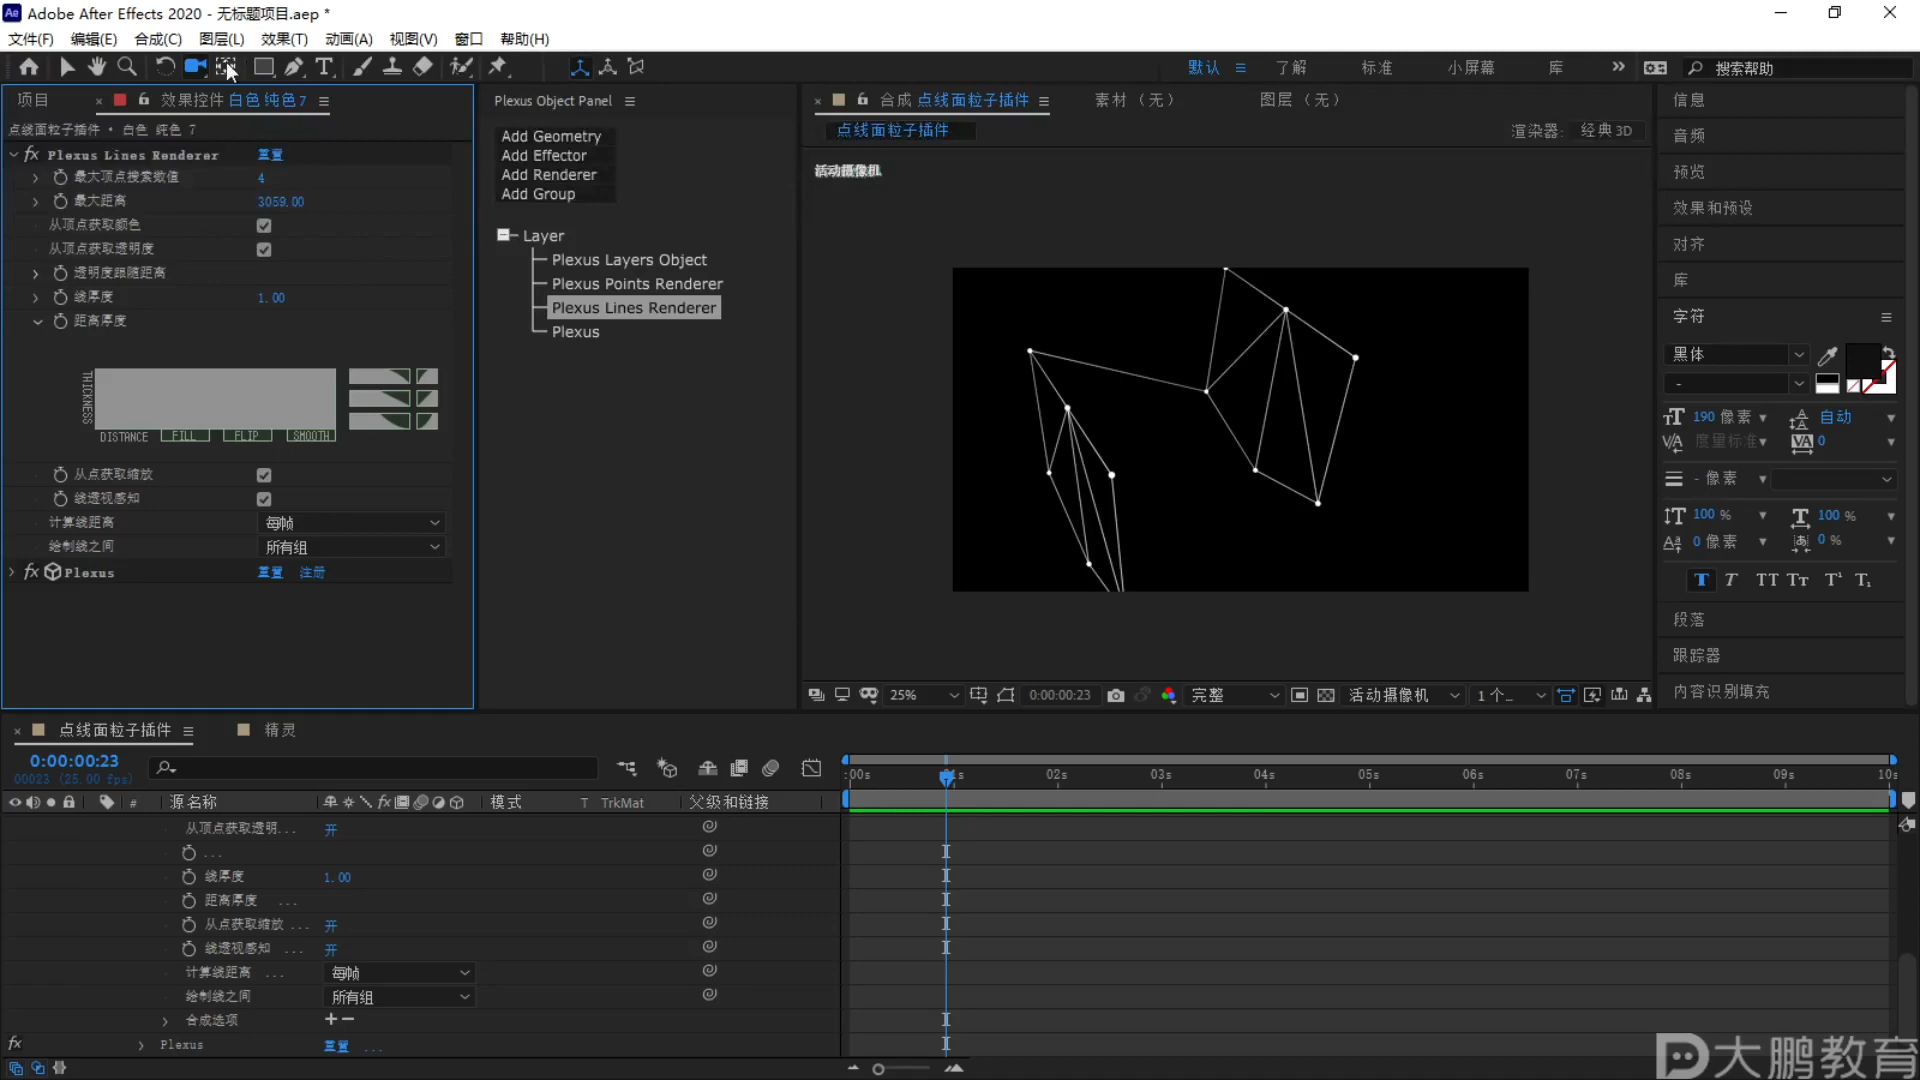 Adobe After Effects 2020 - 无标题项目.aep *
文件(F) 编辑(E) 合成(C) 图层(L) 效果(T) 动画(A) 视图(V) 窗口 帮助(H)
默认 了解 标准 小屏幕 库 搜索帮助
项目 效果控件 白色 纯色 7
点线面粒子插件 • 白色 纯色 7
fx Plexus Lines Renderer 重置
最大顶点搜索数值 4
最大距离 3059.00
从顶点获取颜色
从顶点获取透明度
透明度跟随距离
线厚度 1.00
距离厚度
THICKNESS
DISTANCE FILL FLIP SMOOTH
从点获取缩放
线透视感知
计算线距离 每帧
绘制线之间 所有组
fx Plexus 重置 注册
Plexus Object Panel
Add Geometry
Add Effector
Add Renderer
Add Group
Layer
Plexus Layers Object
Plexus Points Renderer
Plexus Lines Renderer
Plexus
合成 点线面粒子插件 素材 （无） 图层 （无）
点线面粒子插件 渲染器: 经典 3D
活动摄像机
25% 0:00:00:23 完整 活动摄像机 1 个...
信息
音频
预览
效果和预设
对齐
库
字符
黑体
-
190 像素 自动
度量标准 0
- 像素
100 % 100 %
0 像素 0 %
T T TT Tt T¹ T₁
段落
跟踪器
内容识别填充
点线面粒子插件 精灵
0:00:00:23
00023 (25.00 fps)
# 源名称 fx 模式 T TrkMat 父级和链接
:00s 01s 02s 03s 04s 05s 06s 07s 08s 09s 10s
从顶点获取透明... 开
...
线厚度 1.00
距离厚度 ...
从点获取缩放 ... 开
线透视感知 ... 开
计算线距离 ... 每帧
绘制线之间 所有组
合成选项 +−
fx Plexus 重置 ...
大鹏教育